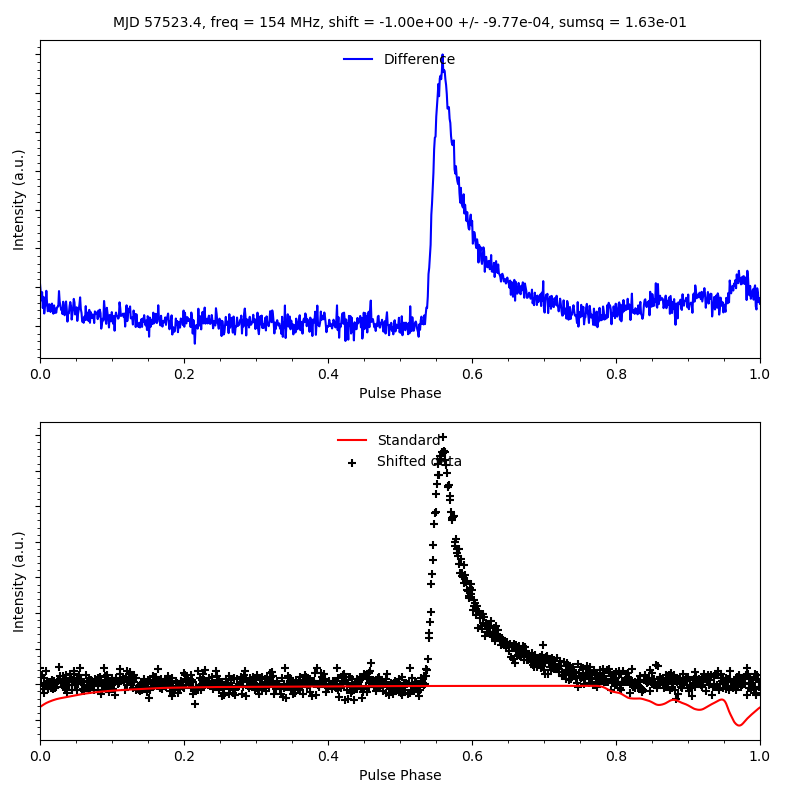 MJD 57523.4, freq = 154 MHz, shift = -1.00e+00 +/- -9.77e-04, sumsq = 1.63e-01
Difference
Intensity (a.u.)
0.0 0.2 0.4 0.6 0.8 1.0
Pulse Phase
Standard
Shifted data
Intensity (a.u.)
0.0 0.2 0.4 0.6 0.8 1.0
Pulse Phase